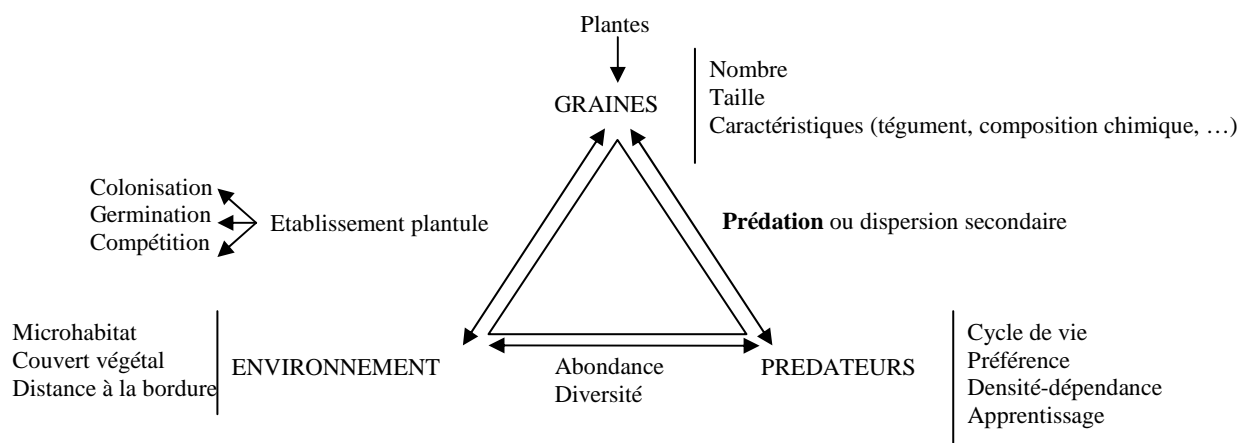 Plantes
GRAINES
Nombre
Taille
Caractéristiques (tégument, composition chimique, …)
Colonisation
Germination
Compétition
Etablissement plantule
Prédation ou dispersion secondaire
Microhabitat
Couvert végétal
Distance à la bordure
ENVIRONNEMENT
Abondance
Diversité
PREDATEURS
Cycle de vie
Préférence
Densité-dépendance
Apprentissage